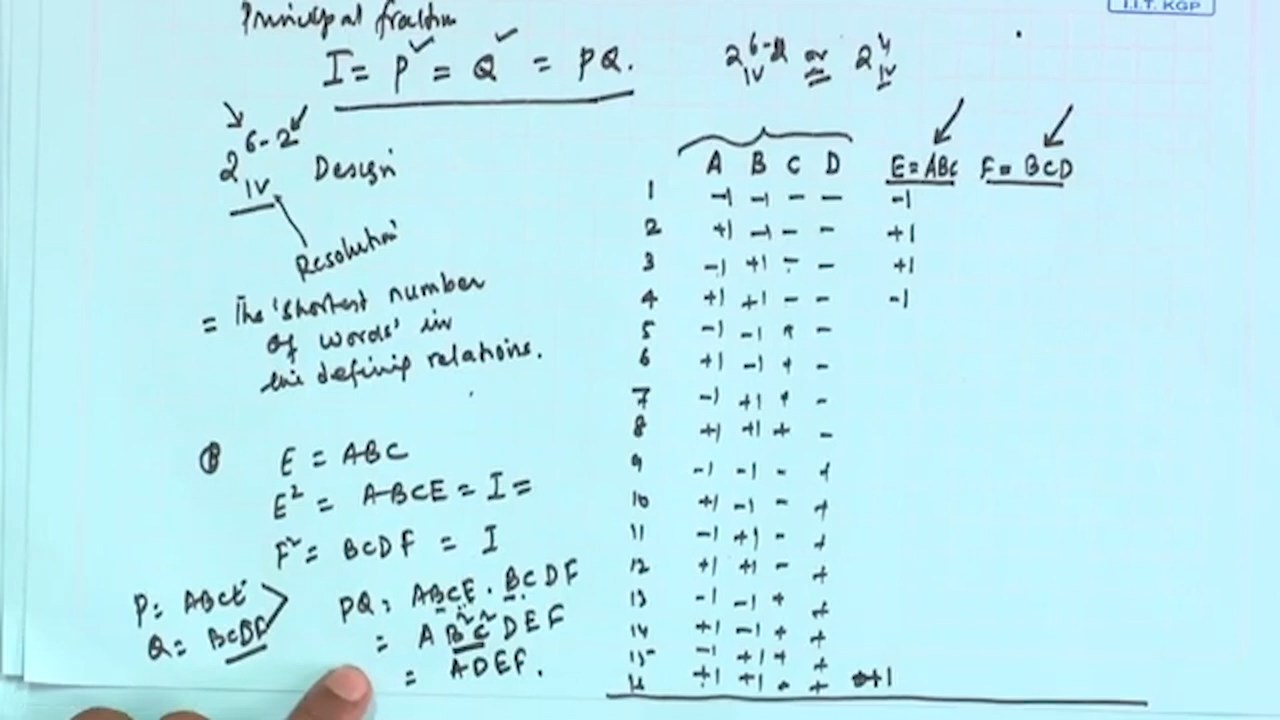 Principal fraction
I = P = Q = PQ.
2^{6-2}_{IV} Design
Resolution
= The 'shortest number
of words' in
the defining relations.
E = ABC
E² = ABCE = I =
F² = BCDF = I
P = ABCE
Q = BCDF
PQ = ABCE . BCDF
= A B² C² D E F
= ADEF.
I.I.T. KGP
2^{6-2}_{IV} or 2^{4}_{IV}
A B C D E = ABC F = BCD
1 -1 -1 - - -1
2 +1 -1 - - +1
3 -1 +1 - - +1
4 +1 +1 - - -1
5 -1 -1 + -
6 +1 -1 + -
7 -1 +1 + -
8 +1 +1 + -
9 -1 -1 - +
10 +1 -1 - +
11 -1 +1 - +
12 +1 +1 - +
13 -1 -1 + +
14 +1 -1 + +
15 -1 +1 + +
16 +1 +1 + + +1